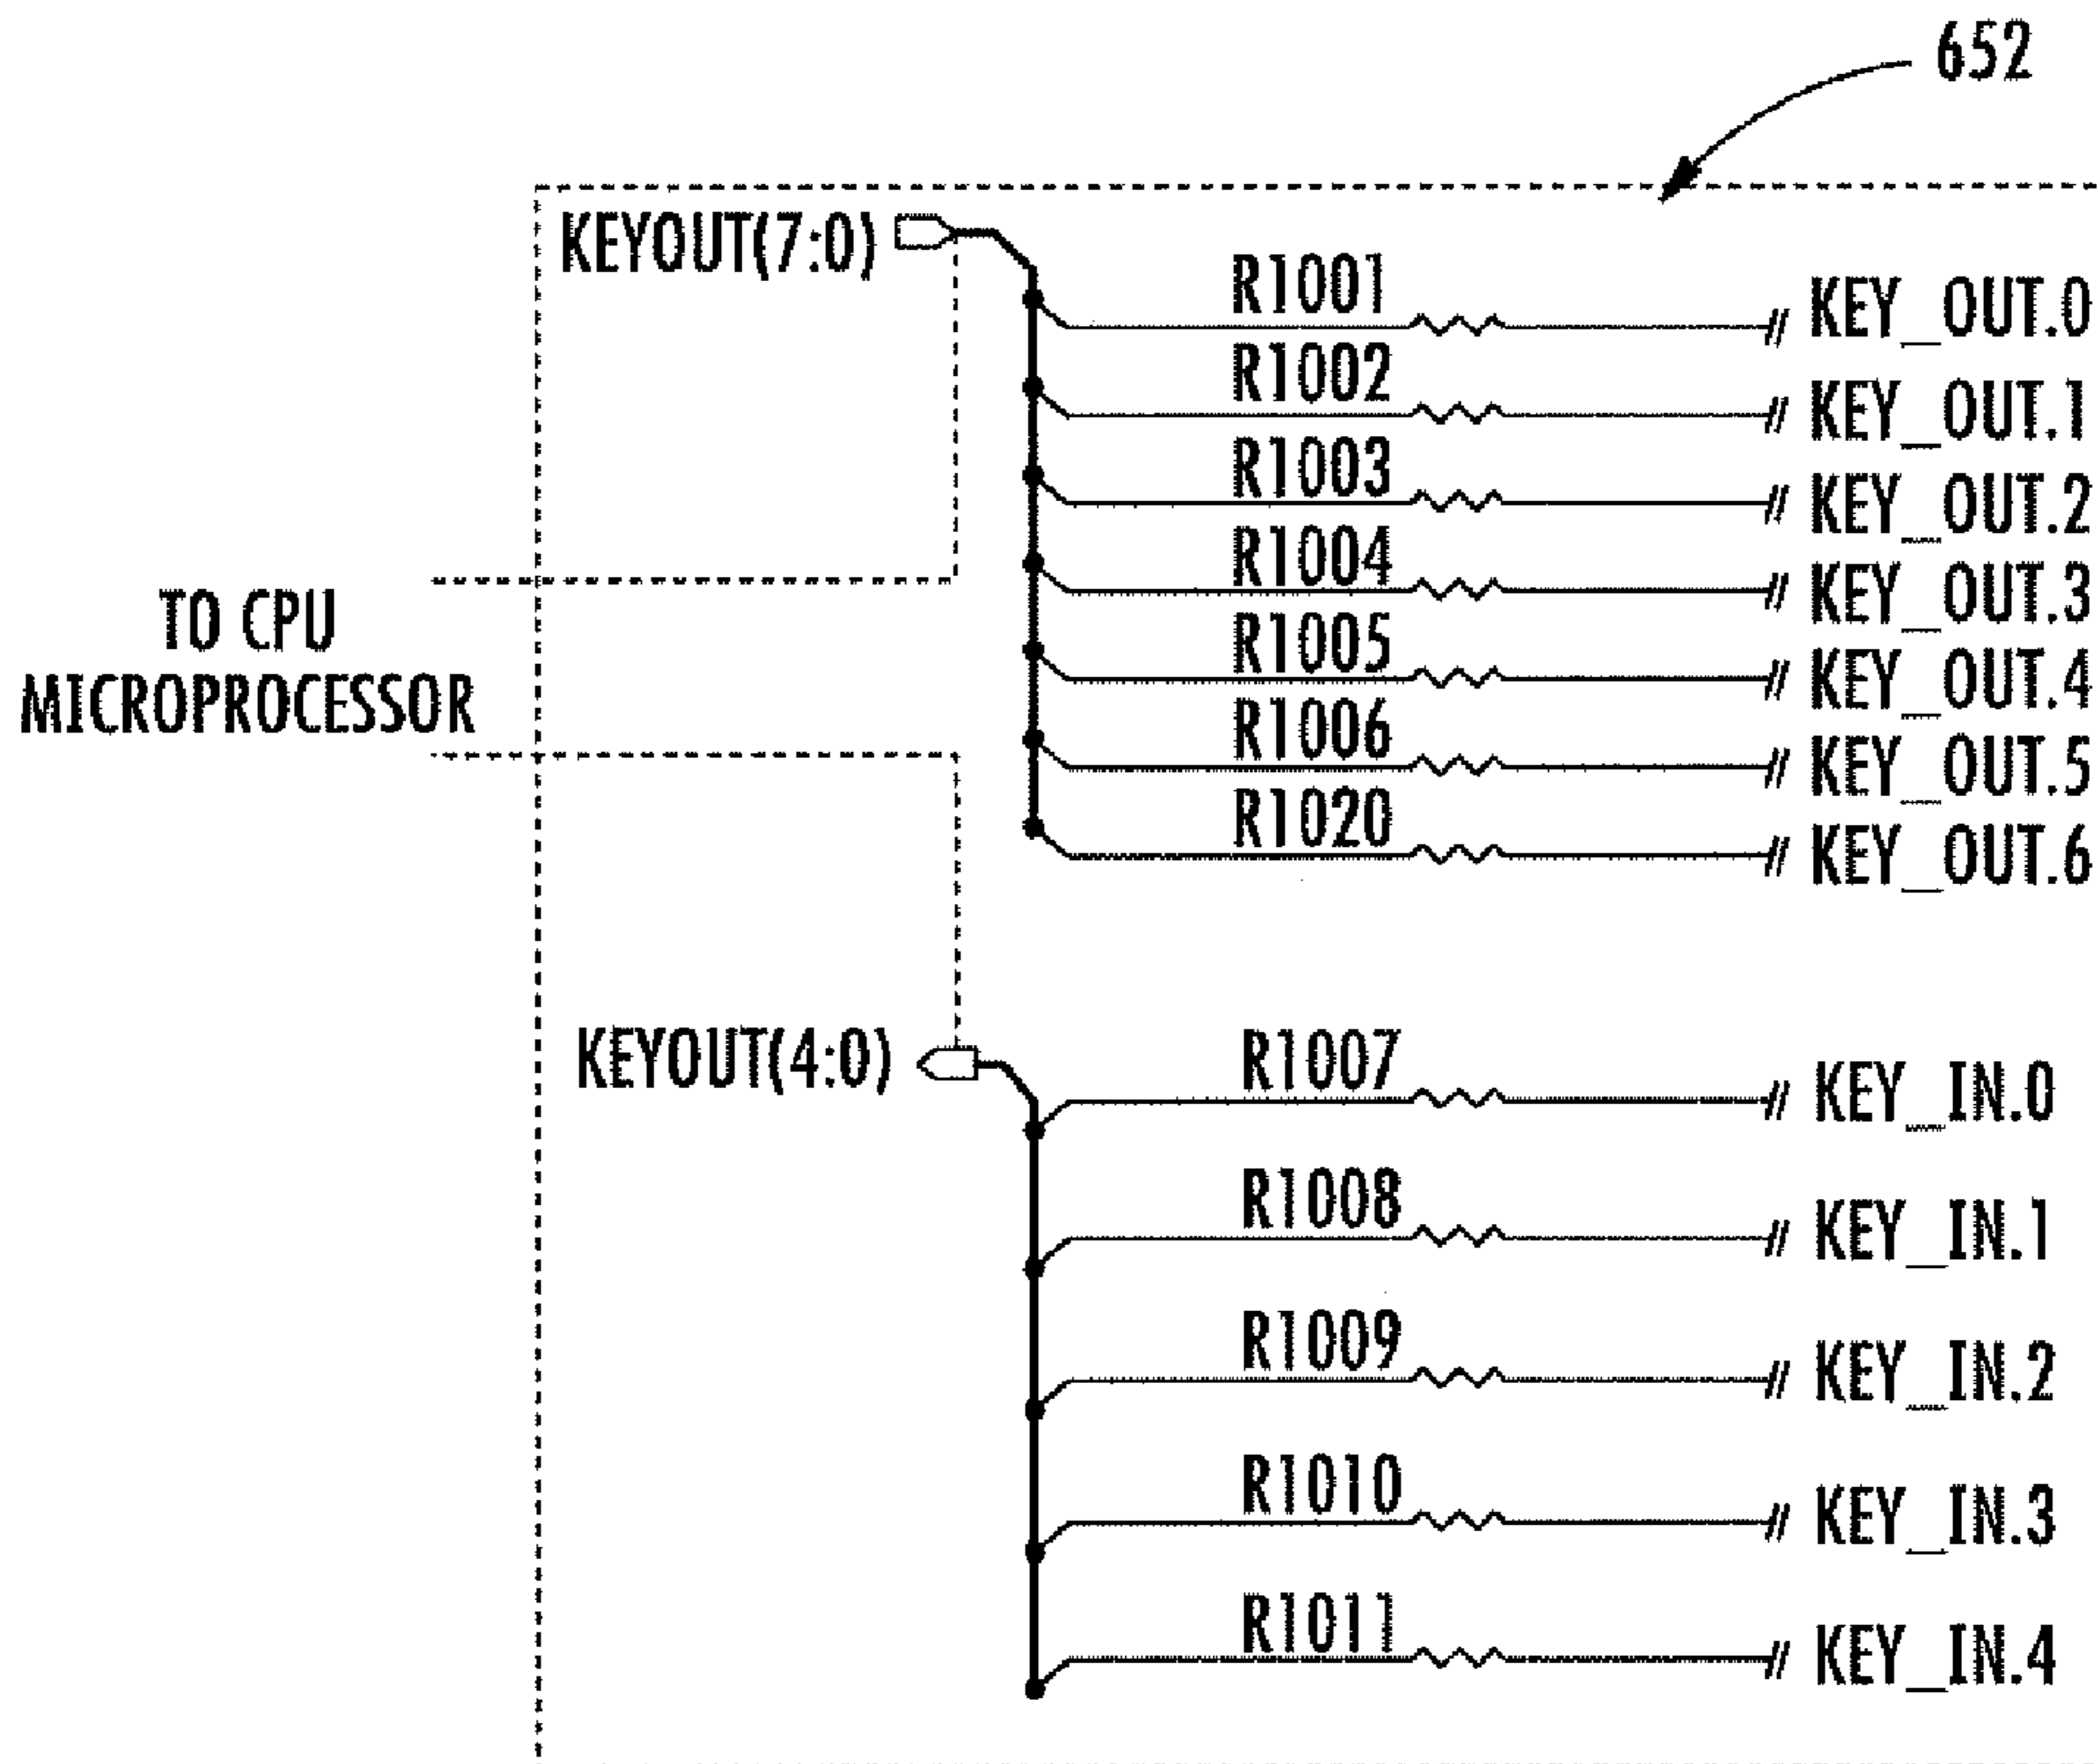 652
KEYOUT(7:0)
R1001
KEY_OUT.0
R1002
KEY_OUT.1
R1003
KEY_OUT.2
R1004
KEY_OUT.3
R1005
KEY_OUT.4
R1006
KEY_OUT.5
R1020
KEY_OUT.6
TO CPU
MICROPROCESSOR
KEYOUT(4:0)
R1007
KEY_IN.0
R1008
KEY_IN.1
R1009
KEY_IN.2
R1010
KEY_IN.3
R1011
KEY_IN.4